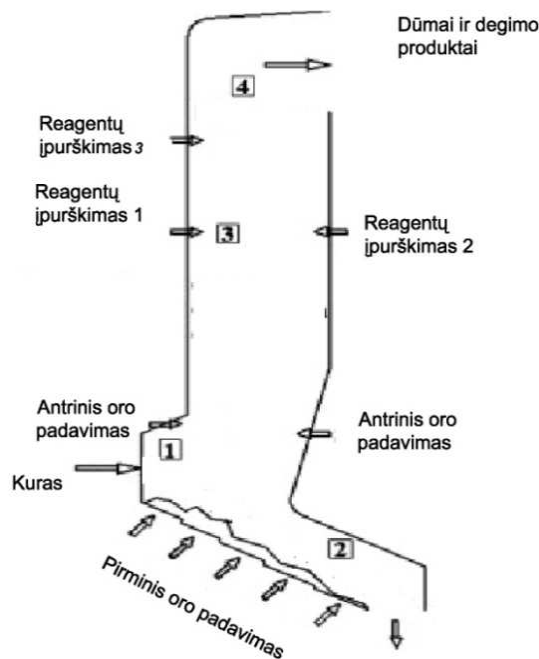 Dūmai ir degimo
produktai
4
Reagentų
įpurškimas 3
Reagentų
įpurškimas 1
3
Reagentų
įpurškimas 2
Antrinis oro
padavimas
1
Antrinis oro
padavimas
Kuras
2
Pirminis oro padavimas